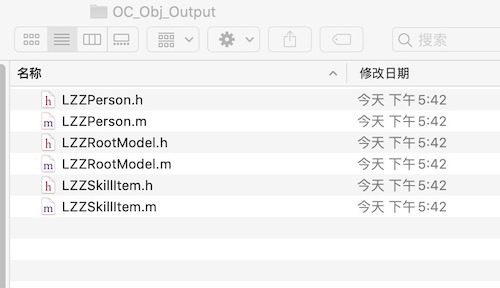 OC_Obj_Output
搜索
名称 修改日期
h LZZPerson.h 今天 下午5:42
m LZZPerson.m 今天 下午5:42
h LZZRootModel.h 今天 下午5:42
m LZZRootModel.m 今天 下午5:42
h LZZSkillItem.h 今天 下午5:42
m LZZSkillItem.m 今天 下午5:42